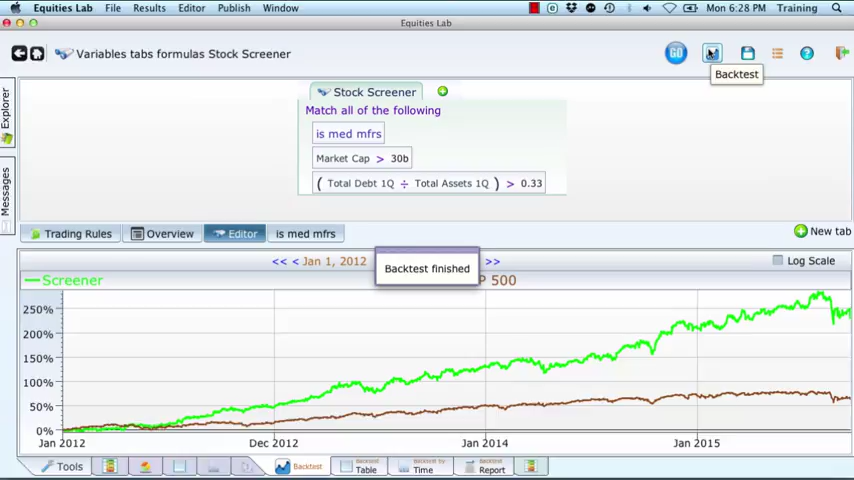 Equities Lab File Results Editor Publish Window Mon 6:28 PM Training
Equities Lab
Variables tabs formulas Stock Screener
GO
Backtest
Explorer
Messages
Stock Screener
Match all of the following
is med mfrs
Market Cap > 30b
( Total Debt 1Q ÷ Total Assets 1Q ) > 0.33
Trading Rules Overview Editor is med mfrs New tab
<< < Jan 1, 2012 >> Log Scale
Backtest finished
Screener P 500
250%
200%
150%
100%
50%
0%
Jan 2012 Dec 2012 Jan 2014 Jan 2015
Tools Backtest Backtest Table Backtest by Time Backtest Report